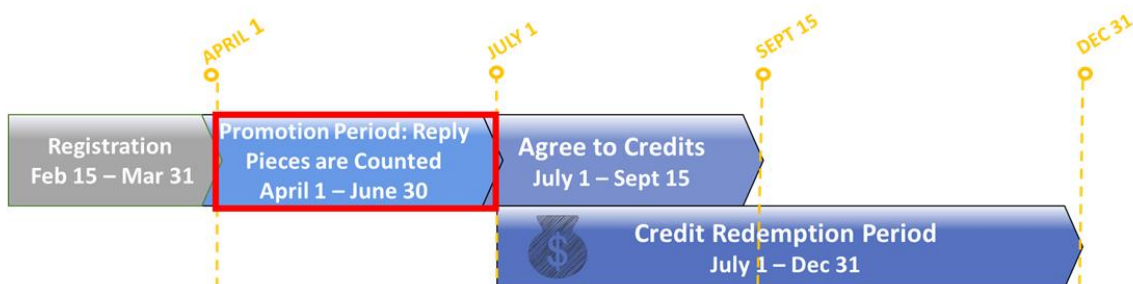 APRIL 1
JULY 1
SEPT 15
DEC 31
Registration
Feb 15 – Mar 31
Promotion Period: Reply
Pieces are Counted
April 1 – June 30
Agree to Credits
July 1 – Sept 15
$
Credit Redemption Period
July 1 – Dec 31